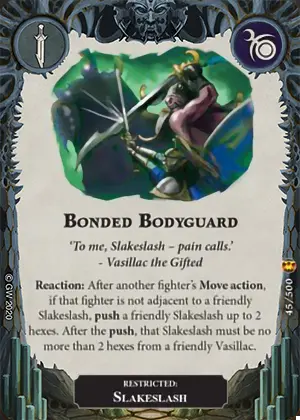 BONDED BODYGUARD
'To me, Slakeslash – pain calls.'
- Vasillac the Gifted
Reaction: After another fighter's Move action,
if that fighter is not adjacent to a friendly
Slakeslash, push a friendly Slakeslash up to 2
hexes. After the push, that Slakeslash must be no
more than 2 hexes from a friendly Vasillac.
RESTRICTED:
SLAKESLASH
© GW 2020
45/500